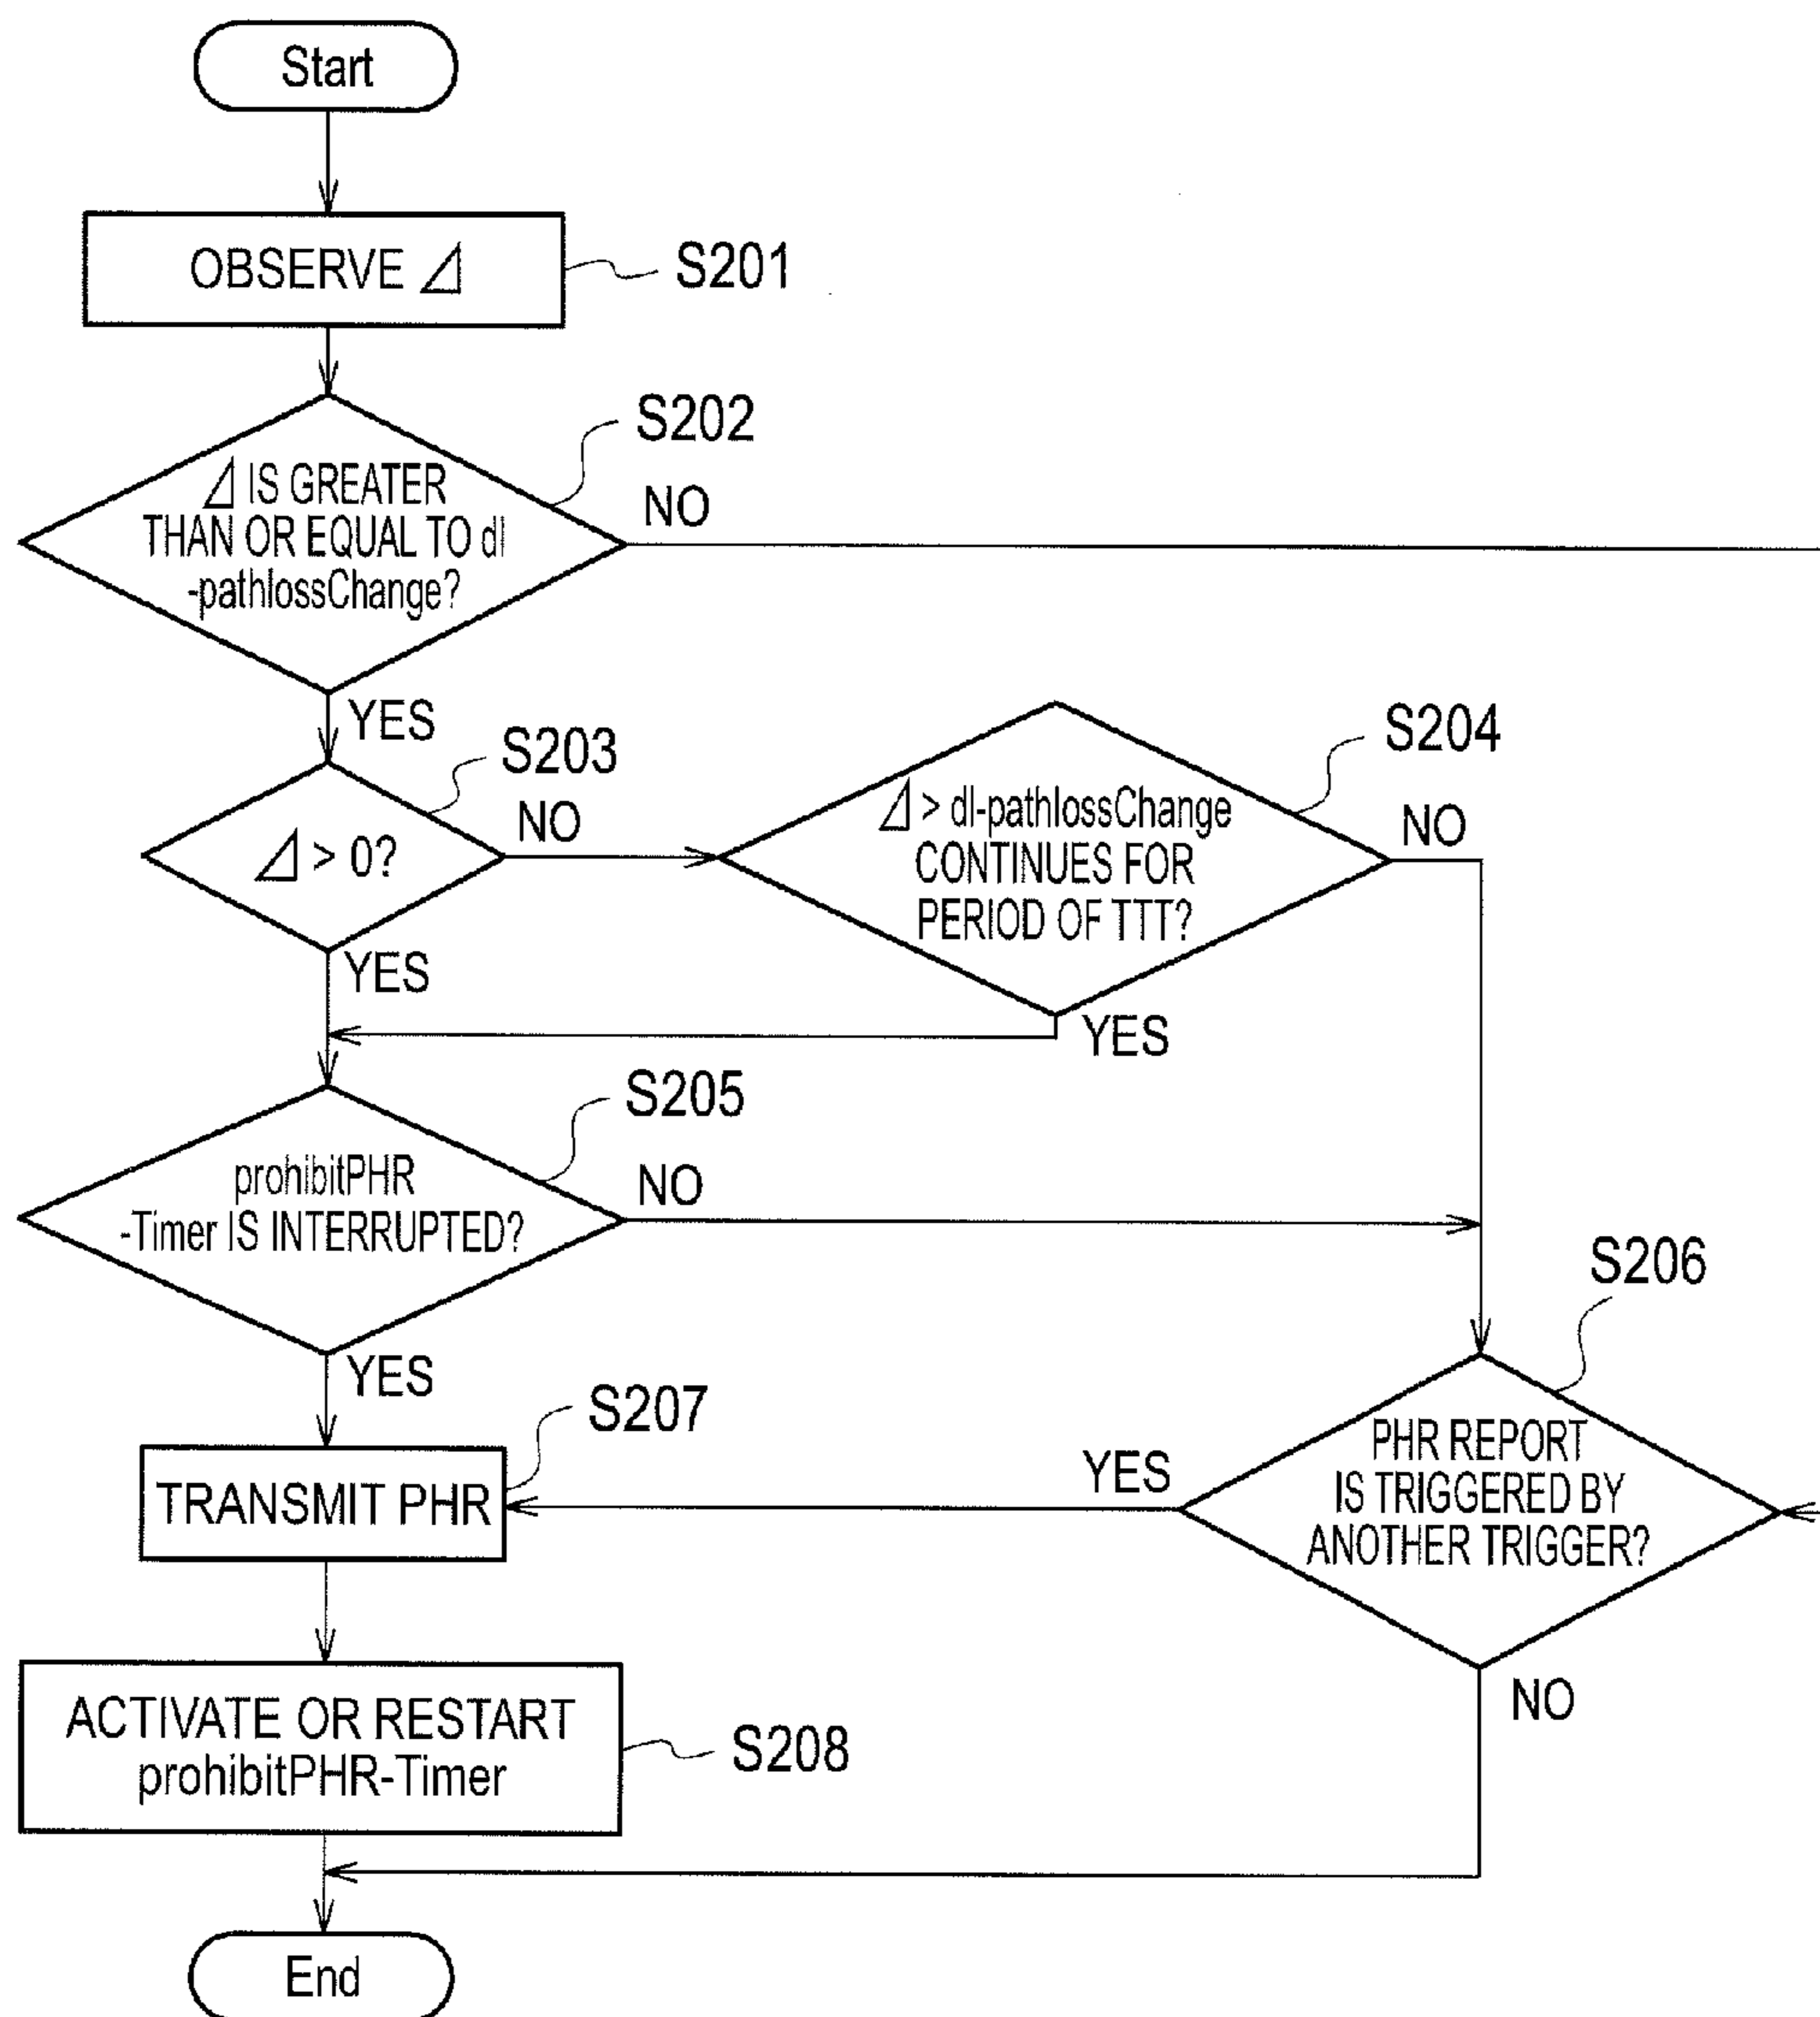 Start
OBSERVE ⊿
S201
S202
⊿ IS GREATER
THAN OR EQUAL TO dl
-pathlossChange?
NO
YES
S203
⊿ > 0?
NO
YES
S204
⊿ > dl-pathlossChange
CONTINUES FOR
PERIOD OF TTT?
NO
YES
S205
prohibitPHR
-Timer IS INTERRUPTED?
NO
YES
S206
PHR REPORT
IS TRIGGERED BY
ANOTHER TRIGGER?
YES
NO
S207
TRANSMIT PHR
ACTIVATE OR RESTART
prohibitPHR-Timer
S208
End